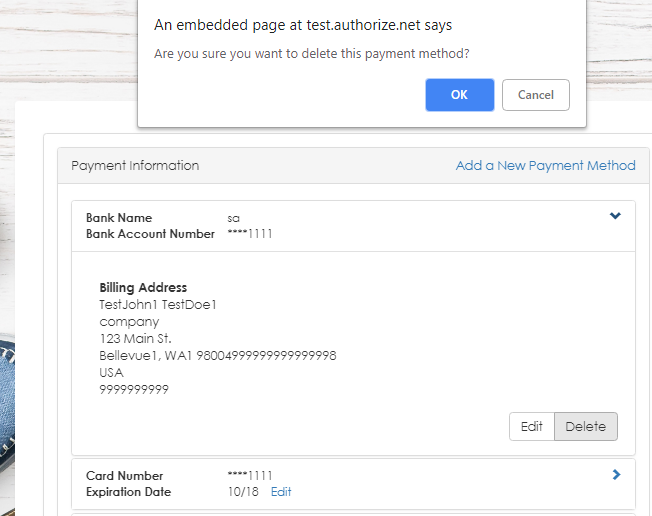 An embedded page at test.authorize.net says
Are you sure you want to delete this payment method?
OK Cancel
Payment Information Add a New Payment Method
Bank Name sa
Bank Account Number ****1111
Billing Address
TestJohn1 TestDoe1
company
123 Main St.
Bellevue1, WA1 98004999999999999998
USA
9999999999
Edit Delete
Card Number ****1111
Expiration Date 10/18 Edit